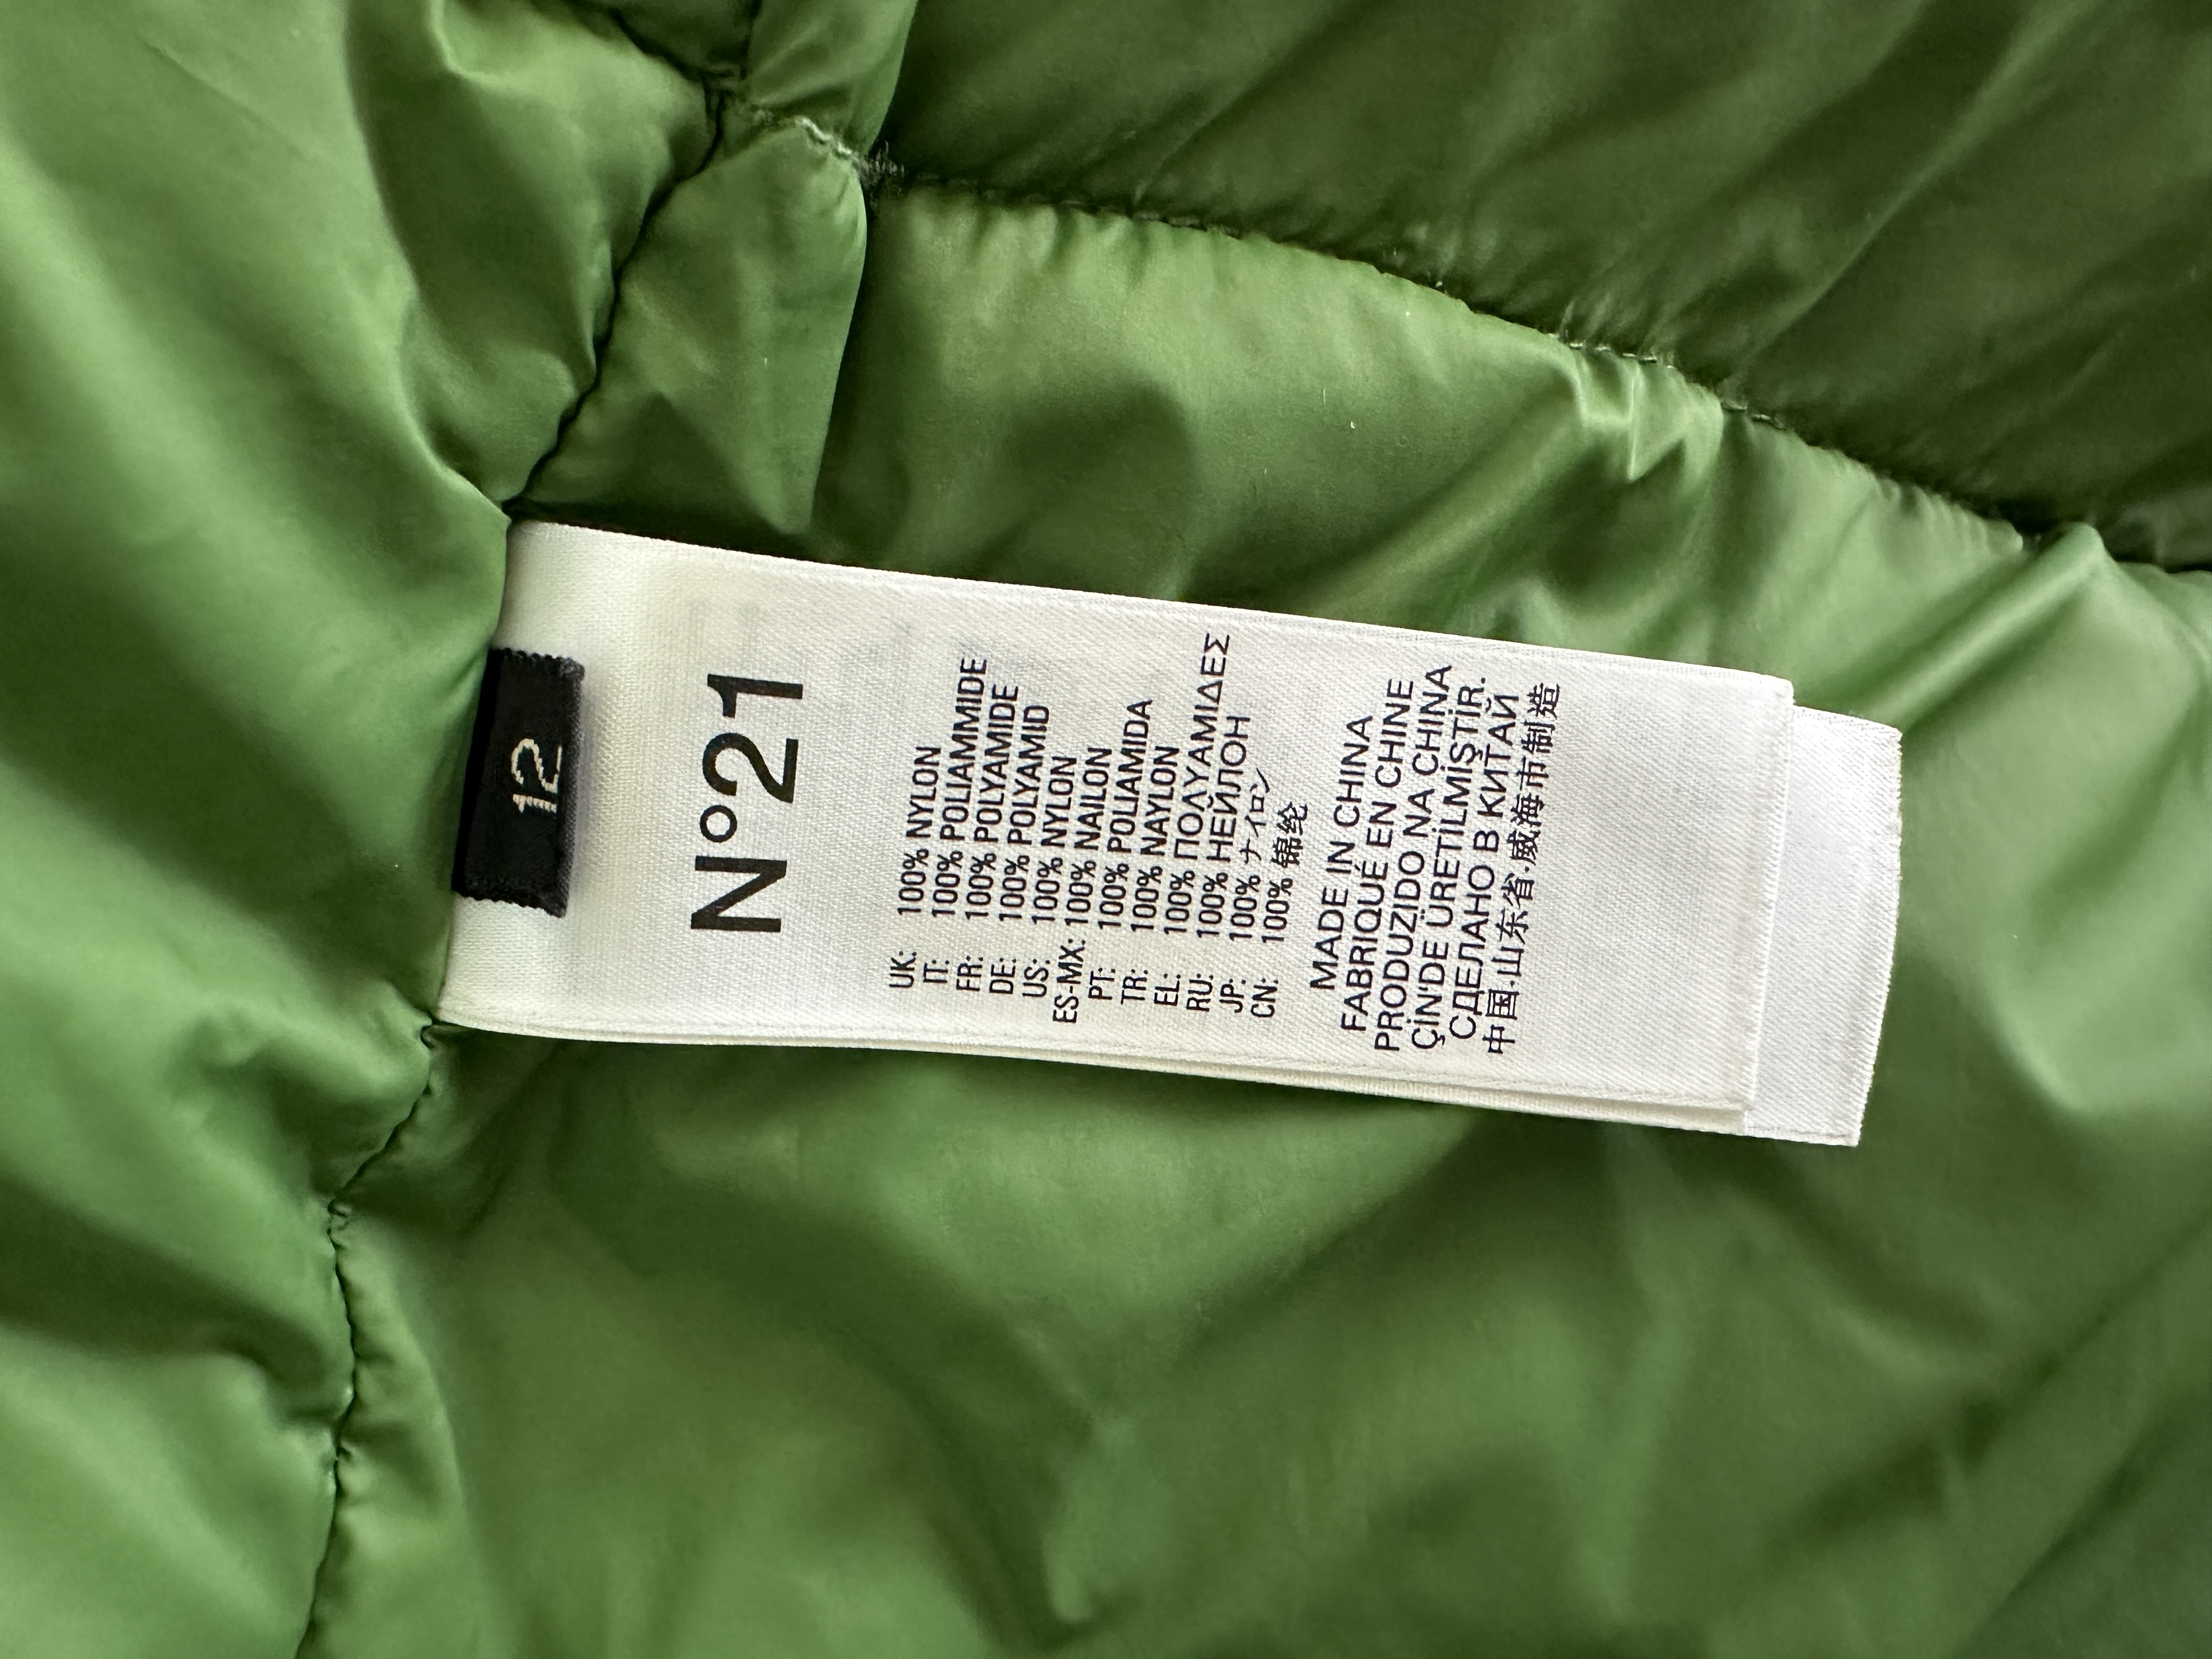 12
N°21
UK: 100% NYLON
IT: 100% POLIAMMIDE
FR: 100% POLYAMIDE
DE: 100% POLYAMID
US: 100% NYLON
ES-MX: 100% NAILON
PT: 100% POLIAMIDA
TR: 100% NAYLON
EL: 100% ΠΟΛΥΑΜΙΔΕΣ
RU: 100% НЕЙЛОН
JP: 100% ナイロン
CN: 100% 锦纶
MADE IN CHINA
FABRIQUÉ EN CHINE
PRODUZIDO NA CHINA
ÇİN'DE ÜRETİLMİŞTİR.
СДЕЛАНО В КИТАЙ
中国.山东省.威海市制造